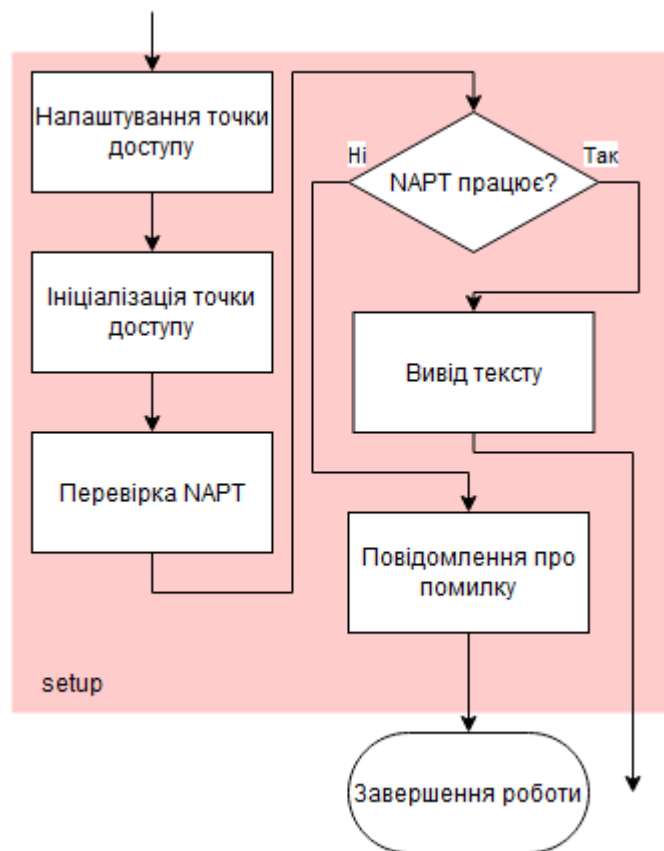 Налаштування точки
доступу
Ініціалізація точки
доступу
Перевірка NAPT
Ні
Так
NAPT працює?
Вивід тексту
Повідомлення про
помилку
setup
Завершення роботи